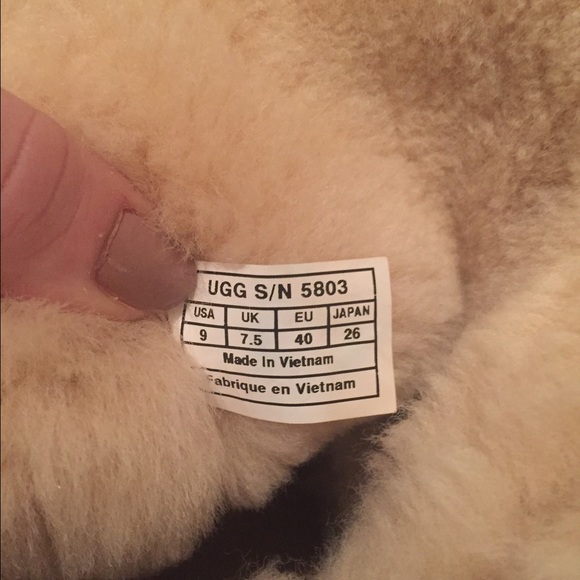 UGG S/N 5803
USA UK EU JAPAN
9 7.5 40 26
Made In Vietnam
Fabrique en Vietnam